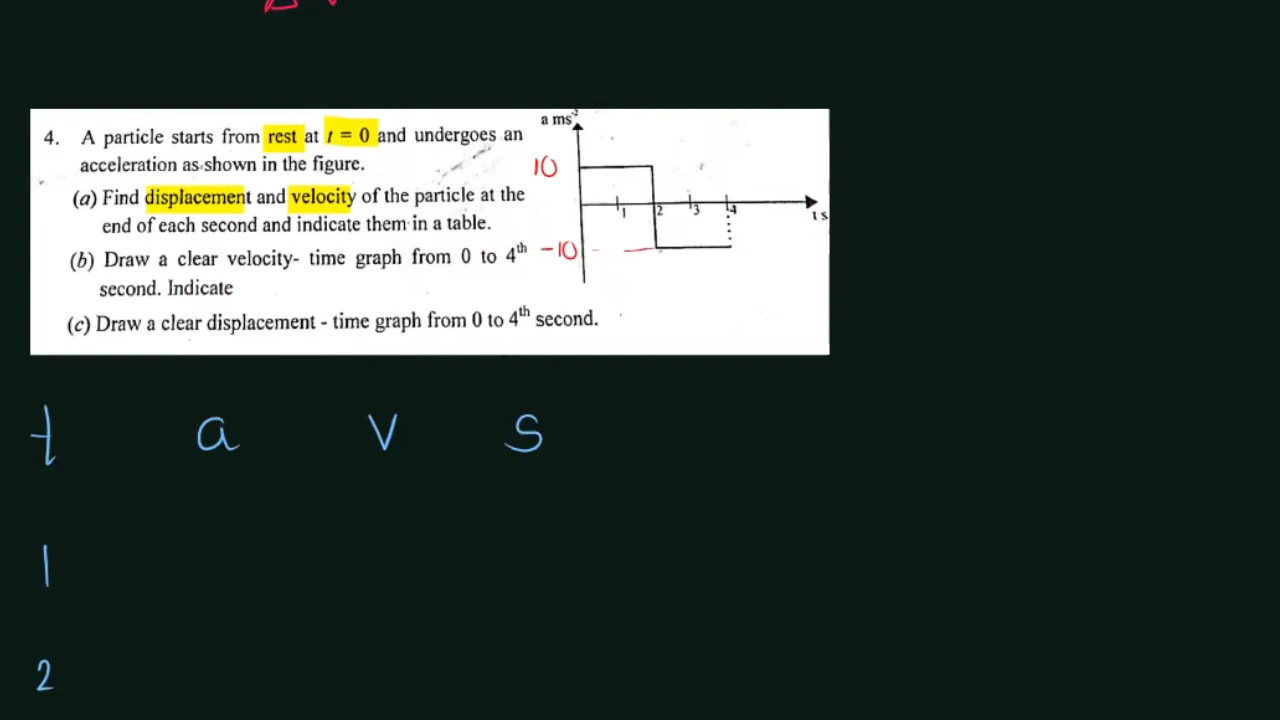 4. A particle starts from rest at t = 0 and undergoes an
acceleration as shown in the figure.
(a) Find displacement and velocity of the particle at the
end of each second and indicate them in a table.
(b) Draw a clear velocity- time graph from 0 to 4th
second. Indicate
(c) Draw a clear displacement - time graph from 0 to 4th second.
a ms-2
10
1 2 3 4
t s
-10
t a v s
1
2